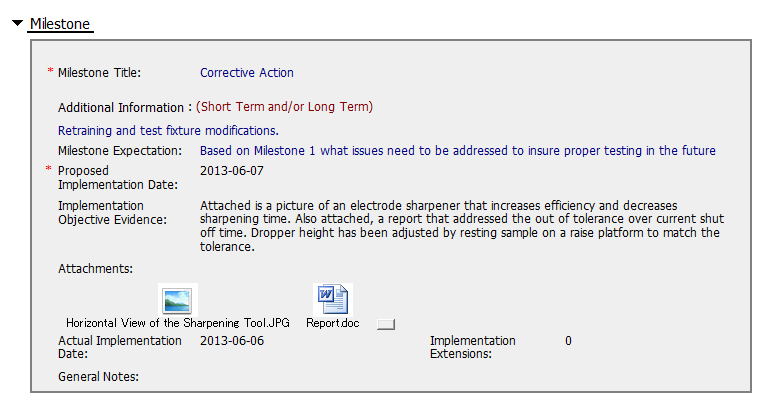 Milestone
* Milestone Title: Corrective Action
Additional Information : (Short Term and/or Long Term)
Retraining and test fixture modifications.
Milestone Expectation: Based on Milestone 1 what issues need to be addressed to insure proper testing in the future
* Proposed 2013-06-07
Implementation Date:
Implementation Attached is a picture of an electrode sharpener that increases efficiency and decreases
Objective Evidence: sharpening time. Also attached, a report that addressed the out of tolerance over current shut
off time. Dropper height has been adjusted by resting sample on a raise platform to match the
tolerance.
Attachments:
Horizontal View of the Sharpening Tool.JPG Report.doc
Actual Implementation 2013-06-06 Implementation 0
Date: Extensions:
General Notes: